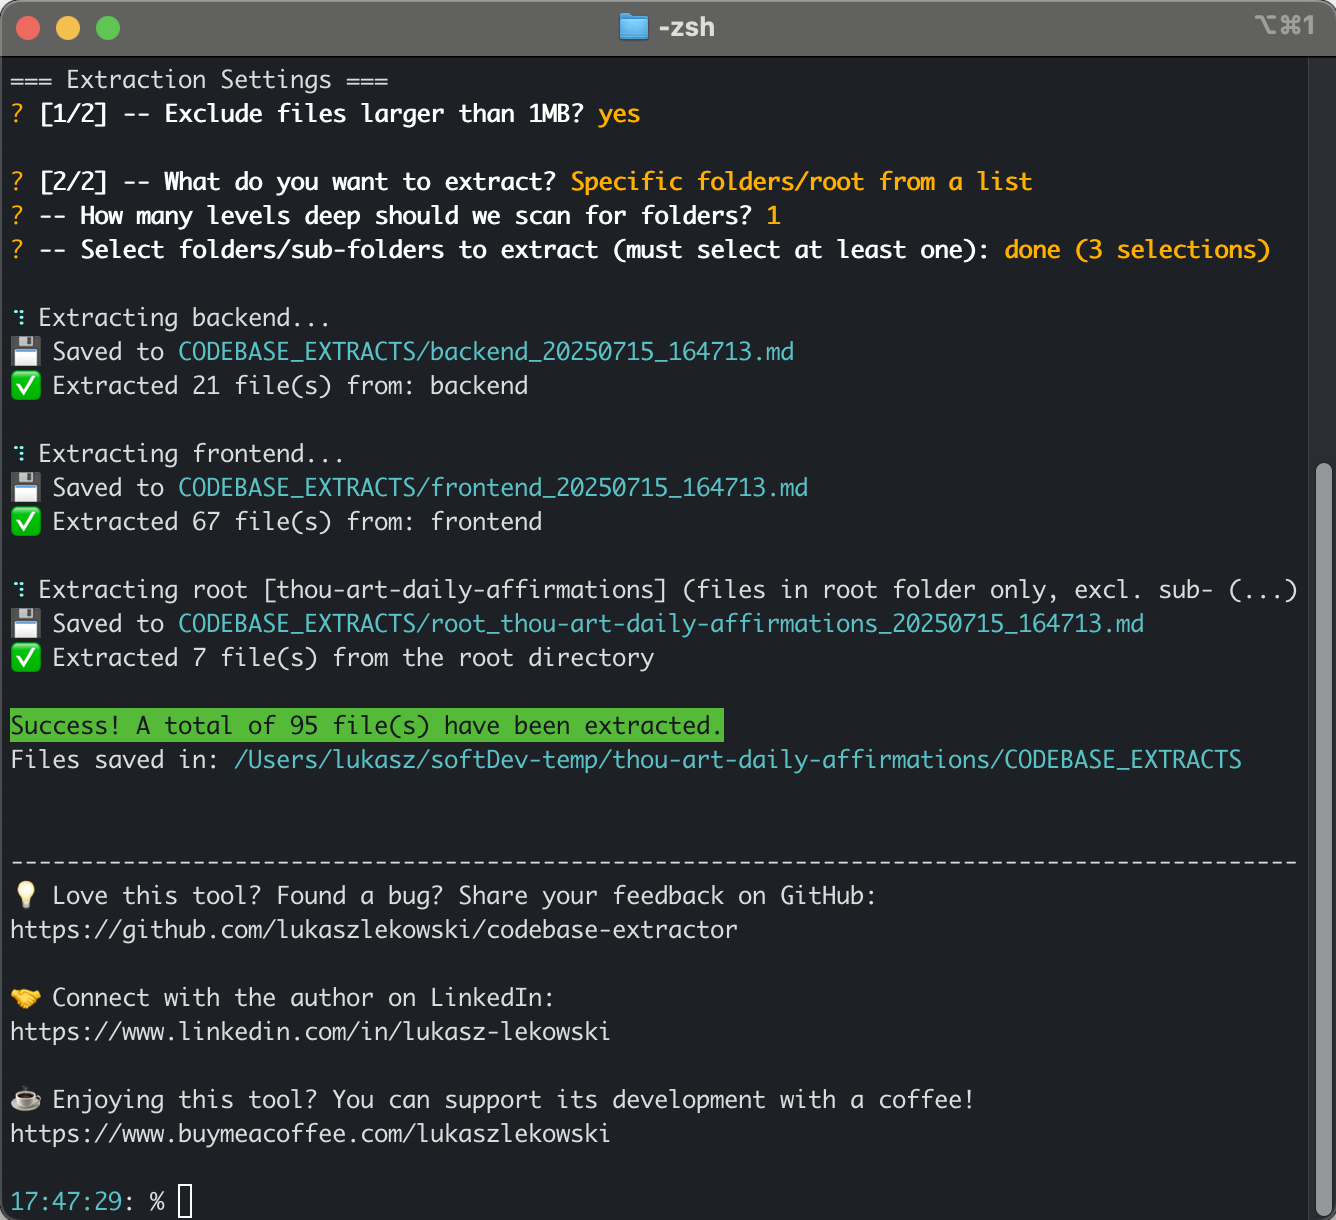 -zsh
⌥⌘1
=== Extraction Settings ===
? [1/2] -- Exclude files larger than 1MB? yes
? [2/2] -- What do you want to extract? Specific folders/root from a list
? -- How many levels deep should we scan for folders? 1
? -- Select folders/sub-folders to extract (must select at least one): done (3 selections)
Extracting backend...
Saved to CODEBASE_EXTRACTS/backend_20250715_164713.md
Extracted 21 file(s) from: backend
Extracting frontend...
Saved to CODEBASE_EXTRACTS/frontend_20250715_164713.md
Extracted 67 file(s) from: frontend
Extracting root [thou-art-daily-affirmations] (files in root folder only, excl. sub- (...)
Saved to CODEBASE_EXTRACTS/root_thou-art-daily-affirmations_20250715_164713.md
Extracted 7 file(s) from the root directory
Success! A total of 95 file(s) have been extracted.
Files saved in: /Users/lukasz/softDev-temp/thou-art-daily-affirmations/CODEBASE_EXTRACTS
--------------------------------------------------------------------------------------------
Love this tool? Found a bug? Share your feedback on GitHub:
https://github.com/lukaszlekowski/codebase-extractor
Connect with the author on LinkedIn:
https://www.linkedin.com/in/lukasz-lekowski
Enjoying this tool? You can support its development with a coffee!
https://www.buymeacoffee.com/lukaszlekowski
17:47:29: %